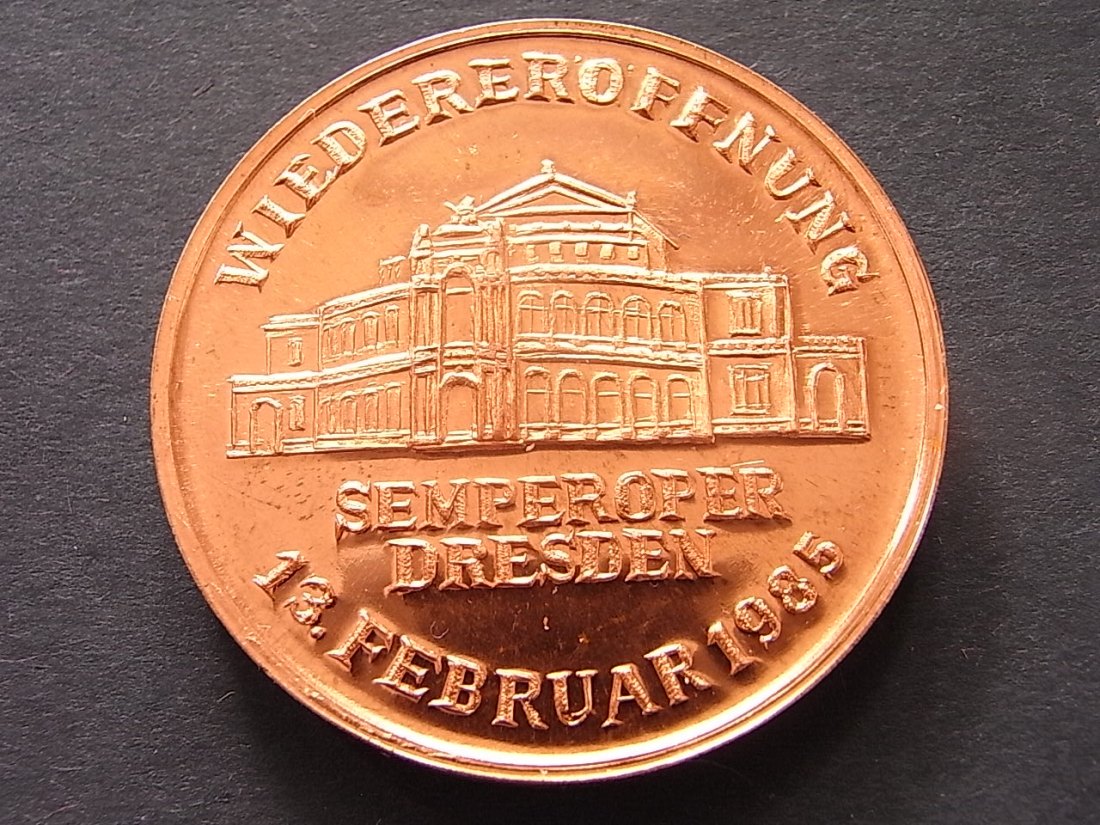 WIEDERERÖFFNUNG
SEMPEROPER
DRESDEN
13. FEBRUAR 1985